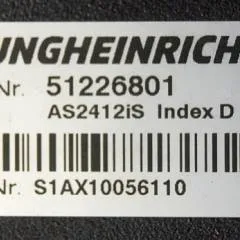 UNGHEINRICH
Nr. 51226801
AS2412iS Index D
Nr. S1AX10056110